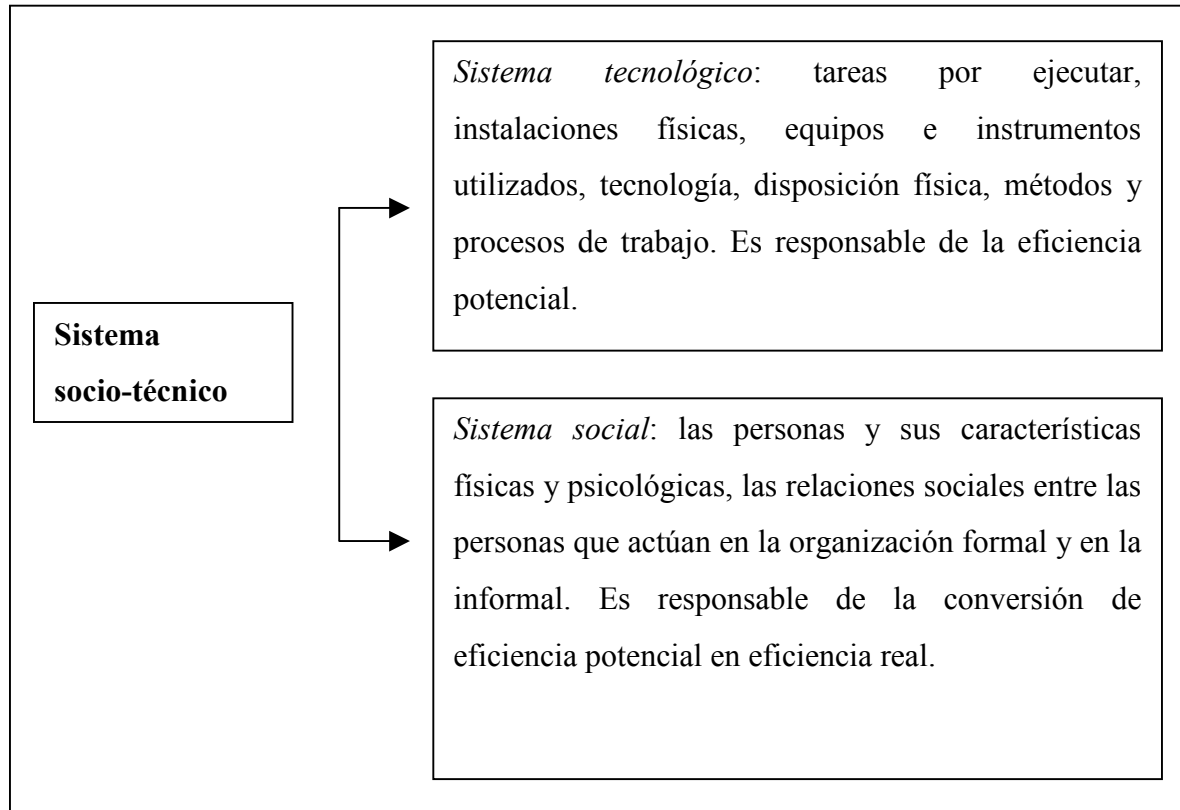 Sistema tecnológico: tareas por ejecutar,
instalaciones físicas, equipos e instrumentos
utilizados, tecnología, disposición física, métodos y
procesos de trabajo. Es responsable de la eficiencia
potencial.
Sistema
socio-técnico
Sistema social: las personas y sus características
físicas y psicológicas, las relaciones sociales entre las
personas que actúan en la organización formal y en la
informal. Es responsable de la conversión de
eficiencia potencial en eficiencia real.